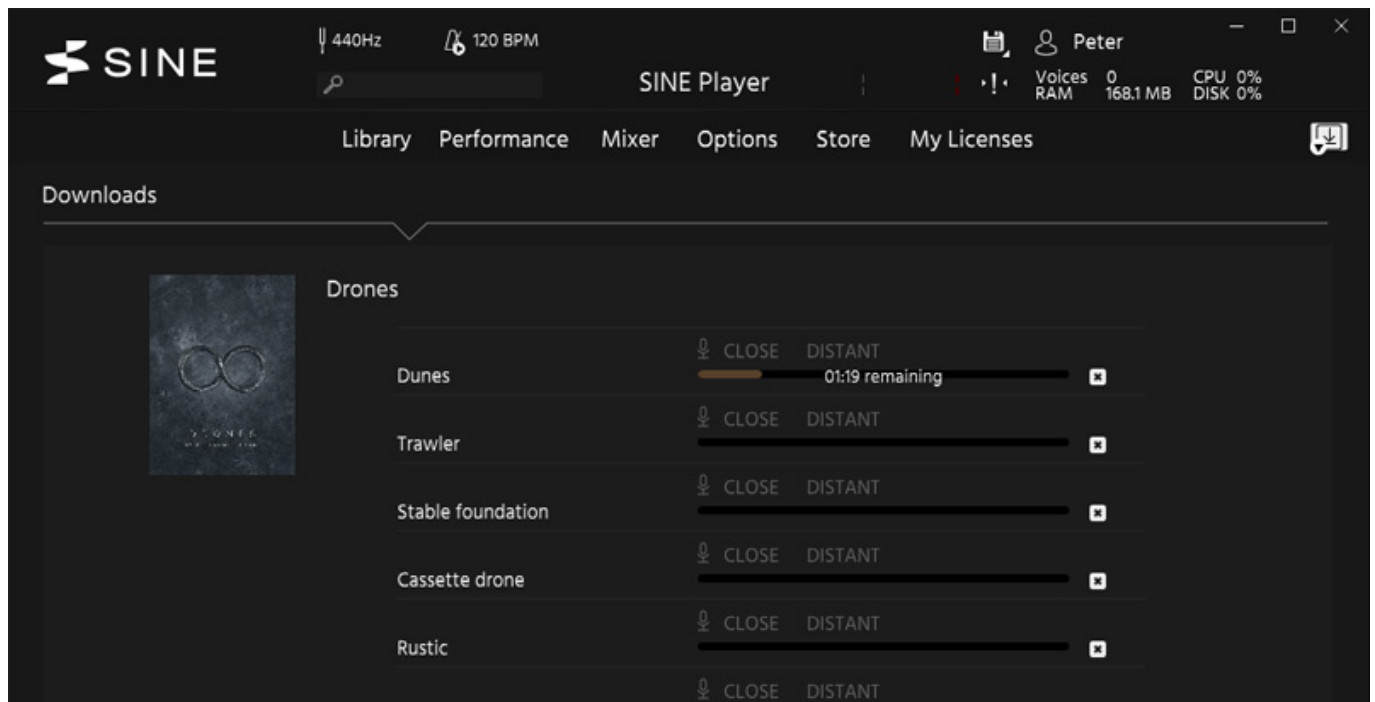 SINE
440Hz
120 BPM
Peter
SINE Player
Voices 0
RAM 168.1 MB
CPU 0%
DISK 0%
Library Performance Mixer Options Store My Licenses
Downloads
Drones
DRONES
CLOSE DISTANT
Dunes
01:19 remaining
CLOSE DISTANT
Trawler
CLOSE DISTANT
Stable foundation
CLOSE DISTANT
Cassette drone
CLOSE DISTANT
Rustic
CLOSE DISTANT